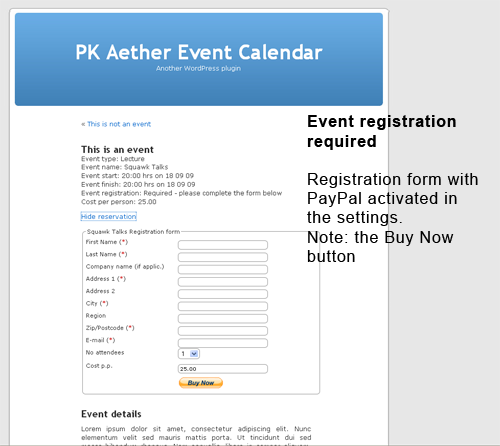 PK Aether Event Calendar
Another WordPress plugin
« This is not an event
This is an event
Event type: Lecture
Event name: Squawk Talks
Event start: 20:00 hrs on 18 09 09
Event finish: 20:00 hrs on 18 09 09
Event registration: Required - please complete the form below
Cost per person: 25.00
Hide reservation
Squawk Talks Registration form
First Name (*)
Last Name (*)
Company name (if applic.)
Address 1 (*)
Address 2
City (*)
Region
Zip/Postcode (*)
E-mail (*)
No attendees 1
Cost p.p. 25.00
Buy Now
Event details
Lorem ipsum dolor sit amet, consectetur adipiscing elit. Nunc
elementum velit sed mauris mattis porta. Ut tincidunt dui sed
Event registration
required
Registration form with
PayPal activated in
the settings.
Note: the Buy Now
button